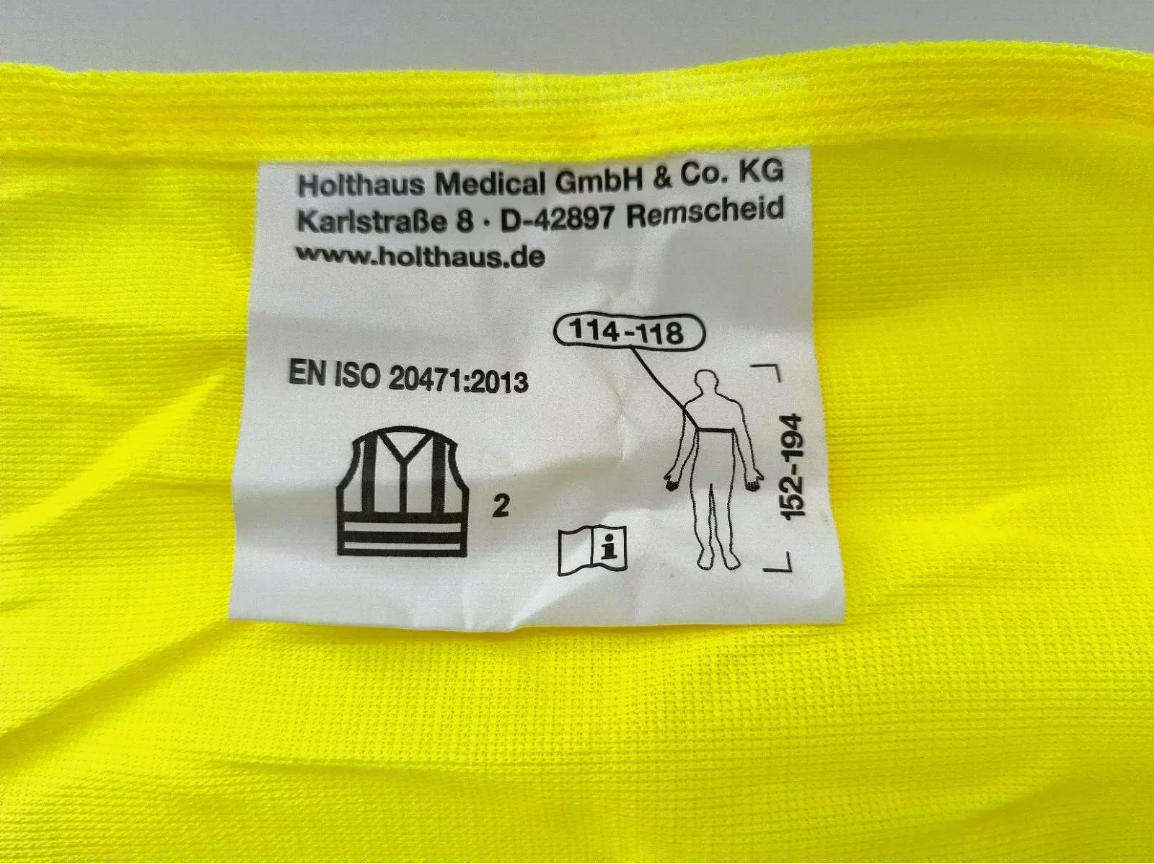 Holthaus Medical GmbH & Co. KG
Karlstraße 8 · D-42897 Remscheid
www.holthaus.de
114-118
EN ISO 20471:2013
152-194
2
i